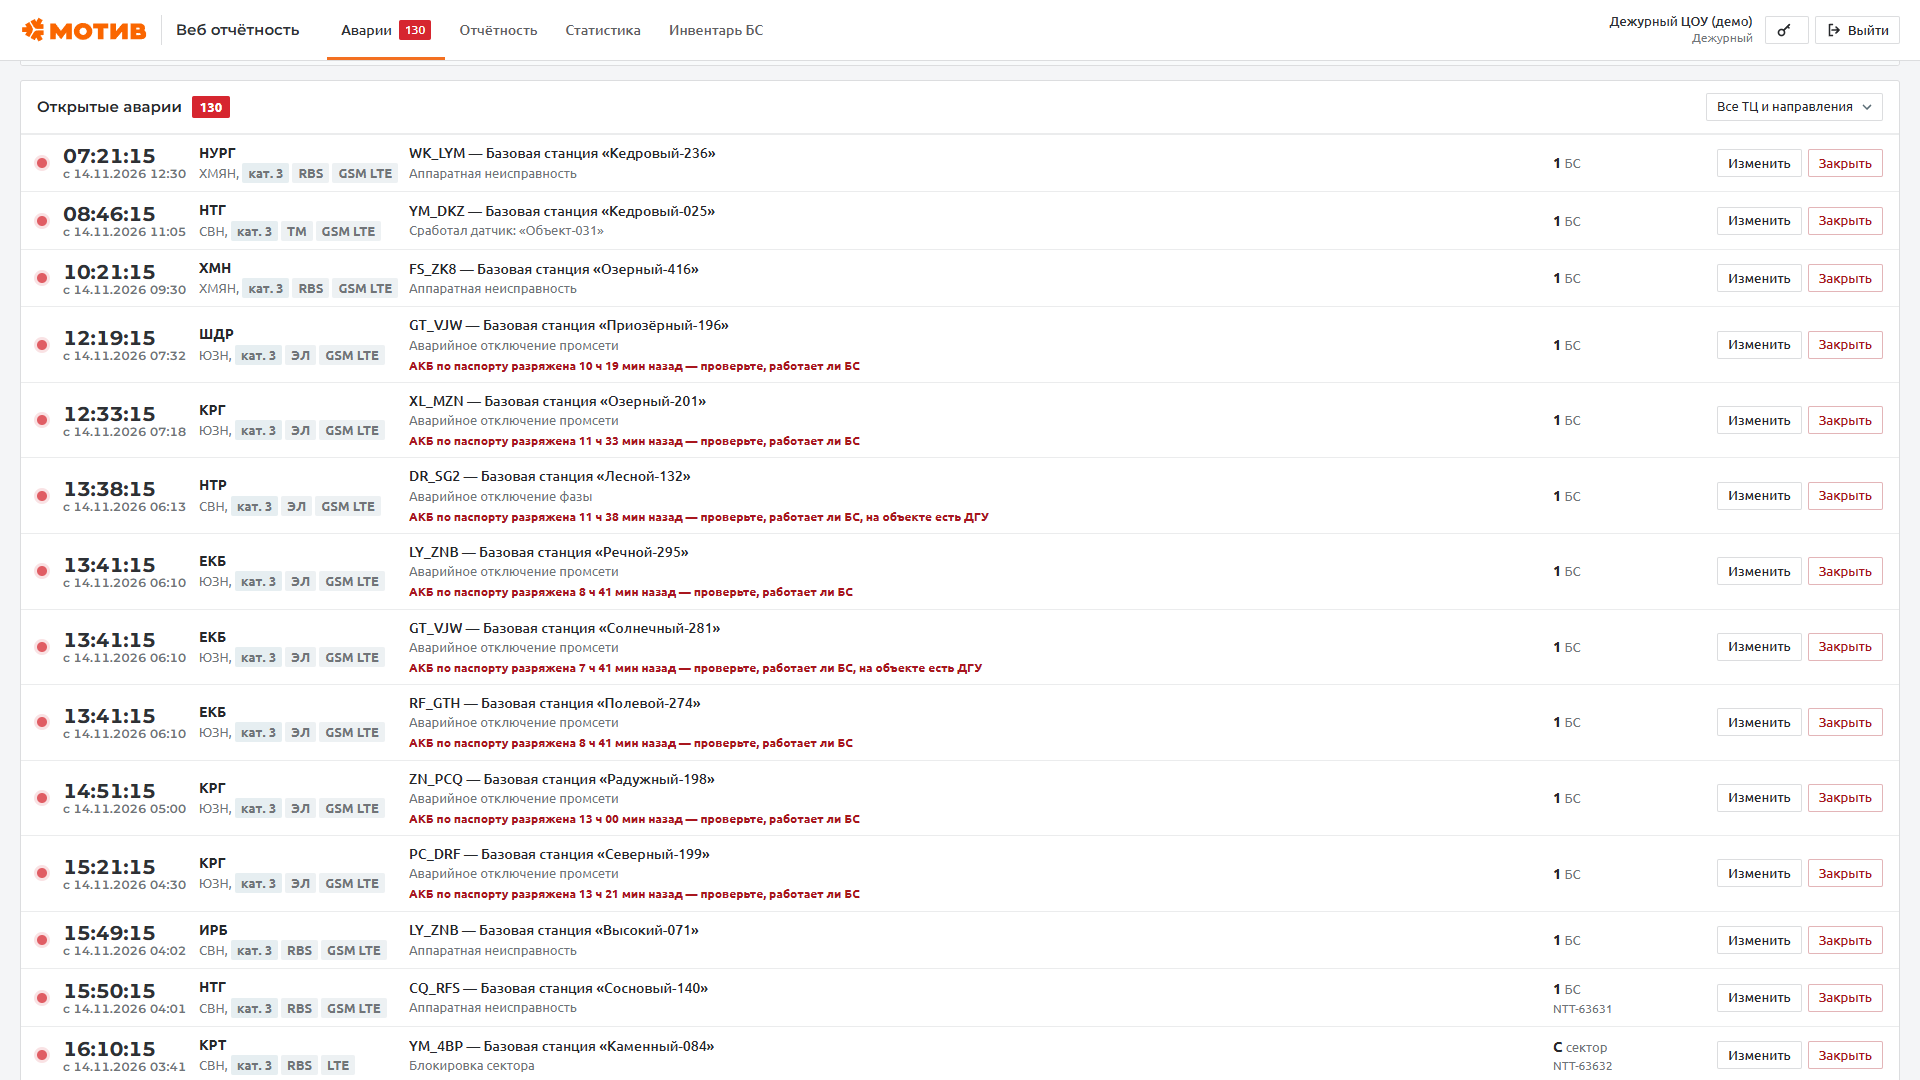 МОТИВ
Веб отчётность
Аварии 130
Отчётность
Статистика
Инвентарь БС
Дежурный ЦОУ (демо)
Дежурный
Выйти
Открытые аварии 130
Все ТЦ и направления
07:21:15
с 14.11.2026 12:30
НУРГ
ХМЯН, кат. 3 RBS GSM LTE
WK_LYM — Базовая станция «Кедровый-236»
Аппаратная неисправность
1 БС
Изменить Закрыть
08:46:15
с 14.11.2026 11:05
НТГ
СВН, кат. 3 ТМ GSM LTE
YM_DKZ — Базовая станция «Кедровый-025»
Сработал датчик: «Объект-031»
1 БС
Изменить Закрыть
10:21:15
с 14.11.2026 09:30
ХМН
ХМЯН, кат. 3 RBS GSM LTE
FS_ZK8 — Базовая станция «Озерный-416»
Аппаратная неисправность
1 БС
Изменить Закрыть
12:19:15
с 14.11.2026 07:32
ШДР
ЮЗН, кат. 3 ЭЛ GSM LTE
GT_VJW — Базовая станция «Приозёрный-196»
Аварийное отключение промсети
АКБ по паспорту разряжена 10 ч 19 мин назад — проверьте, работает ли БС
1 БС
Изменить Закрыть
12:33:15
с 14.11.2026 07:18
КРГ
ЮЗН, кат. 3 ЭЛ GSM LTE
XL_MZN — Базовая станция «Озерный-201»
Аварийное отключение промсети
АКБ по паспорту разряжена 11 ч 33 мин назад — проверьте, работает ли БС
1 БС
Изменить Закрыть
13:38:15
с 14.11.2026 06:13
НТР
СВН, кат. 3 ЭЛ GSM LTE
DR_SG2 — Базовая станция «Лесной-132»
Аварийное отключение фазы
АКБ по паспорту разряжена 11 ч 38 мин назад — проверьте, работает ли БС, на объекте есть ДГУ
1 БС
Изменить Закрыть
13:41:15
с 14.11.2026 06:10
ЕКБ
ЮЗН, кат. 3 ЭЛ GSM LTE
LY_ZNB — Базовая станция «Речной-295»
Аварийное отключение промсети
АКБ по паспорту разряжена 8 ч 41 мин назад — проверьте, работает ли БС
1 БС
Изменить Закрыть
13:41:15
с 14.11.2026 06:10
ЕКБ
ЮЗН, кат. 3 ЭЛ GSM LTE
GT_VJW — Базовая станция «Солнечный-281»
Аварийное отключение промсети
АКБ по паспорту разряжена 7 ч 41 мин назад — проверьте, работает ли БС, на объекте есть ДГУ
1 БС
Изменить Закрыть
13:41:15
с 14.11.2026 06:10
ЕКБ
ЮЗН, кат. 3 ЭЛ GSM LTE
RF_GTH — Базовая станция «Полевой-274»
Аварийное отключение промсети
АКБ по паспорту разряжена 8 ч 41 мин назад — проверьте, работает ли БС
1 БС
Изменить Закрыть
14:51:15
с 14.11.2026 05:00
КРГ
ЮЗН, кат. 3 ЭЛ GSM LTE
ZN_PCQ — Базовая станция «Радужный-198»
Аварийное отключение промсети
АКБ по паспорту разряжена 13 ч 00 мин назад — проверьте, работает ли БС
1 БС
Изменить Закрыть
15:21:15
с 14.11.2026 04:30
КРГ
ЮЗН, кат. 3 ЭЛ GSM LTE
PC_DRF — Базовая станция «Северный-199»
Аварийное отключение промсети
АКБ по паспорту разряжена 13 ч 21 мин назад — проверьте, работает ли БС
1 БС
Изменить Закрыть
15:49:15
с 14.11.2026 04:02
ИРБ
СВН, кат. 3 RBS GSM LTE
LY_ZNB — Базовая станция «Высокий-071»
Аппаратная неисправность
1 БС
Изменить Закрыть
15:50:15
с 14.11.2026 04:01
НТГ
СВН, кат. 3 RBS GSM LTE
CQ_RFS — Базовая станция «Сосновый-140»
Аппаратная неисправность
1 БС
NTT-63631
Изменить Закрыть
16:10:15
с 14.11.2026 03:41
КРТ
СВН, кат. 3 RBS LTE
YM_4BP — Базовая станция «Каменный-084»
Блокировка сектора
С сектор
NTT-63632
Изменить Закрыть